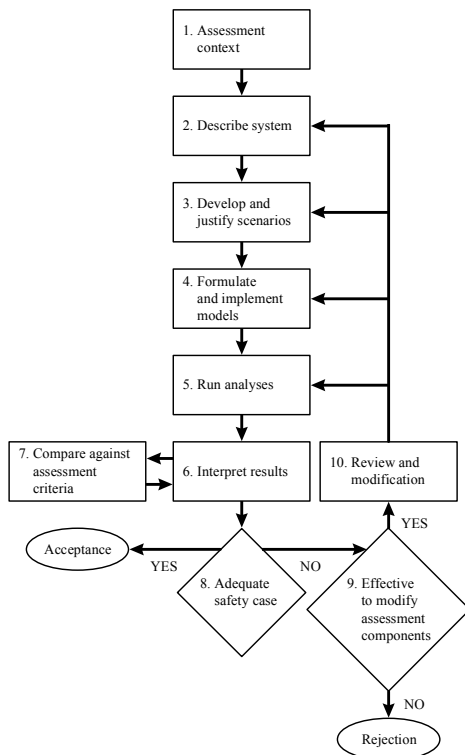 1. Assessment
context
2. Describe system
3. Develop and
justify scenarios
4. Formulate
and implement
models
5. Run analyses
7. Compare against
assessment
criteria
6. Interpret results
10. Review and
modification
YES
Acceptance
YES
8. Adequate
safety case
NO
9. Effective
to modify
assessment
components
NO
Rejection